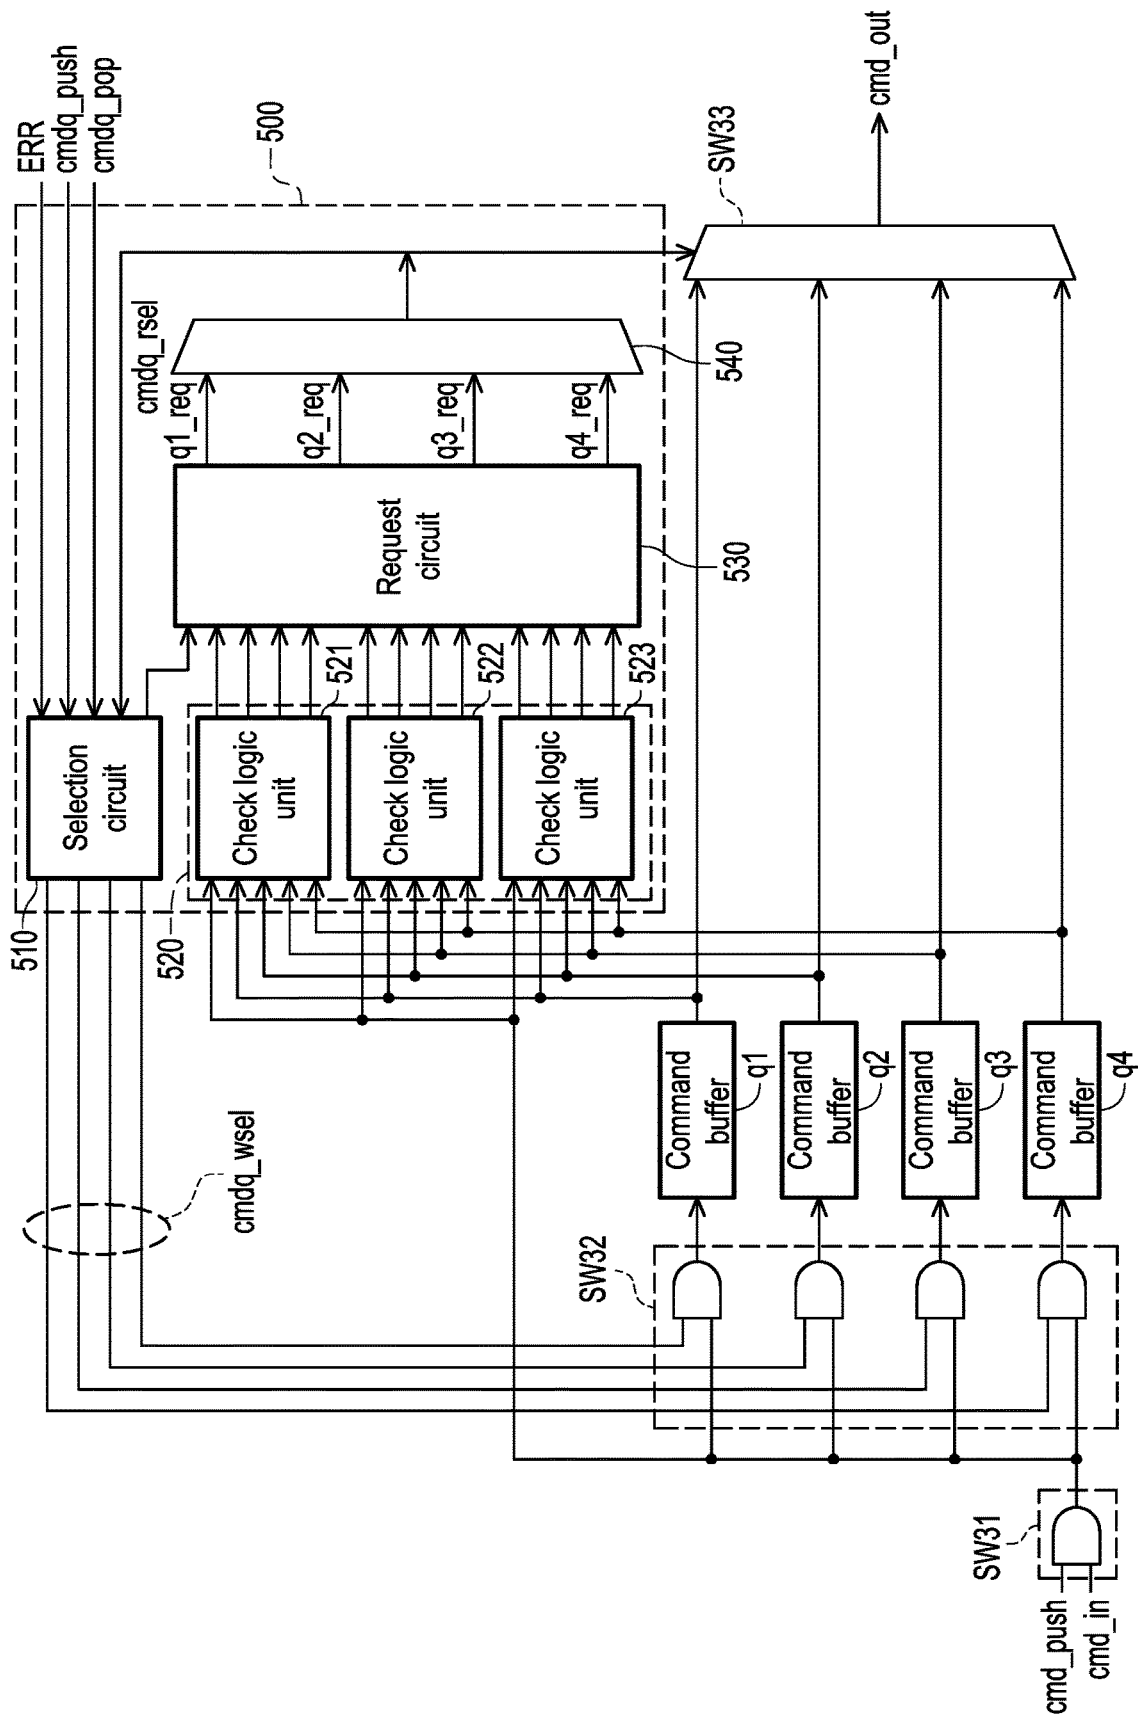 ERR
cmdq_push
cmdq_pop
500
510
Selection
circuit
cmdq_wsel
cmdq_rsel
520
Check logic
unit
521
Check logic
unit
522
Check logic
unit
523
Request
circuit
530
q1_req
q2_req
q3_req
q4_req
540
SW33
cmd_out
Command
buffer
q1
Command
buffer
q2
Command
buffer
q3
Command
buffer
q4
SW32
SW31
cmd_push
cmd_in